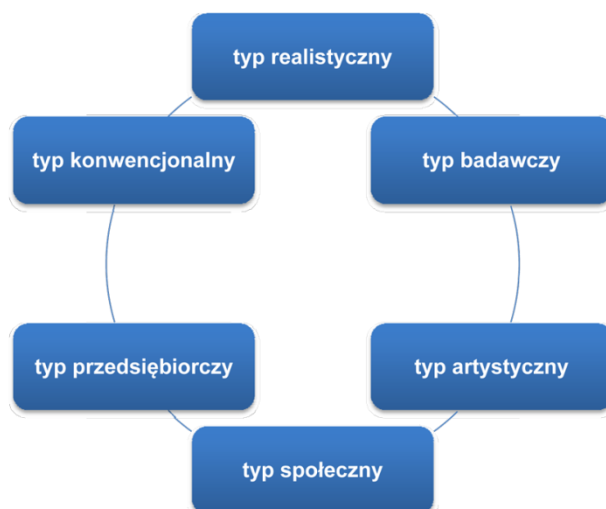 typ realistyczny
typ konwencjonalny
typ badawczy
typ przedsiębiorczy
typ artystyczny
typ społeczny